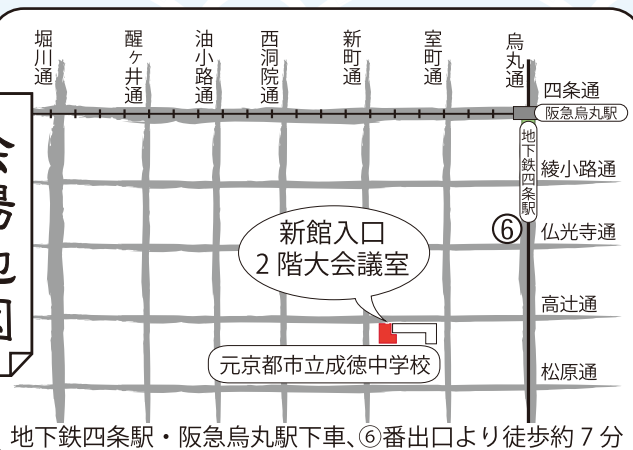 堀川通
醒ヶ井通
油小路通
西洞院通
新町通
室町通
烏丸通
四条通
阪急烏丸駅
地下鉄四条駅
綾小路通
⑥
仏光寺通
新館入口
2階大会議室
高辻通
元京都市立成徳中学校
松原通
会場地図
地下鉄四条駅・阪急烏丸駅下車、⑥番出口より徒歩約7分